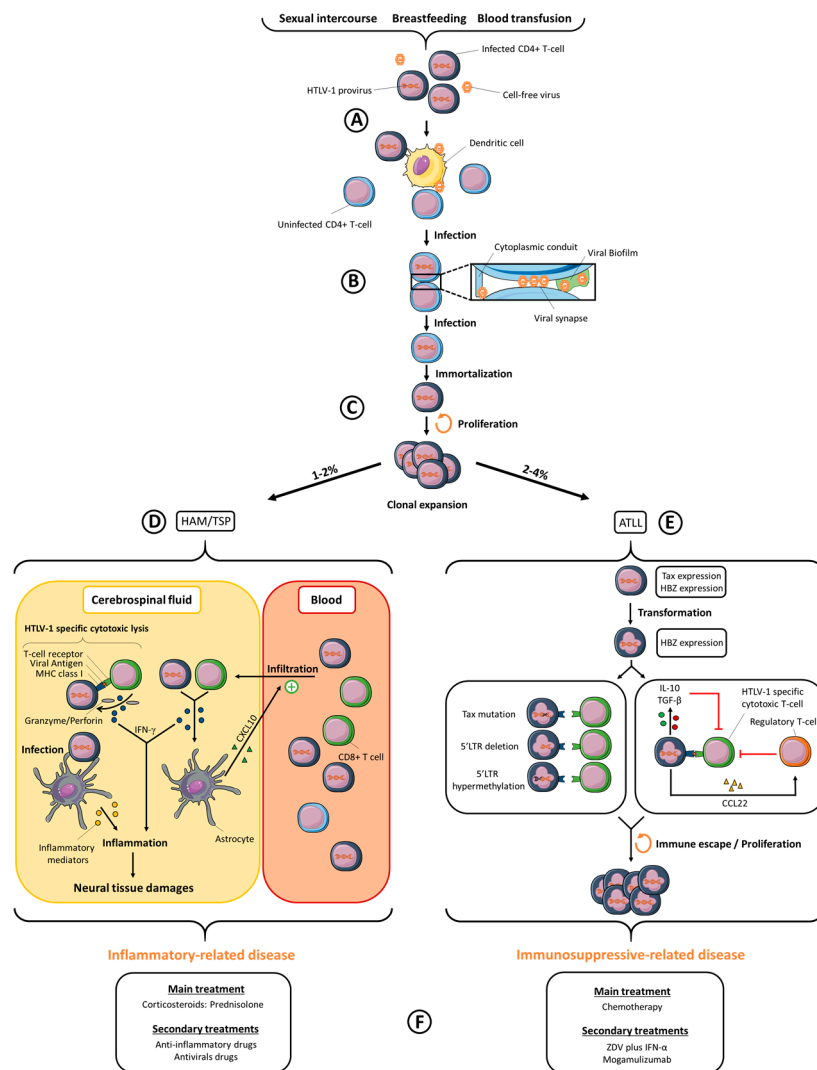 Sexual intercourse Breastfeeding Blood transfusion
Infected CD4+ T-cell
HTLV-1 provirus
Cell-free virus
A
Dendritic cell
Uninfected CD4+ T-cell
Infection
Cytoplasmic conduit
Viral Biofilm
B
Viral synapse
Infection
Immortalization
C
Proliferation
1-2%
2-4%
Clonal expansion
D HAM/TSP
ATLL E
Cerebrospinal fluid
Blood
HTLV-1 specific cytotoxic lysis
T-cell receptor
Viral Antigen
MHC class I
Granzyme/Perforin
IFN-γ
Infiltration
CXCL10
CD8+ T cell
Infection
Astrocyte
Inflammatory
mediators
Inflammation
Neural tissue damages
Tax expression
HBZ expression
Transformation
HBZ expression
Tax mutation
5'LTR deletion
5'LTR
hypermethylation
IL-10
TGF-β
HTLV-1 specific
cytotoxic T-cell
Regulatory T-cell
CCL22
Immune escape / Proliferation
Inflammatory-related disease
Immunosuppressive-related disease
Main treatment
Corticosteroids: Prednisolone
Secondary treatments
Anti-inflammatory drugs
Antivirals drugs
F
Main treatment
Chemotherapy
Secondary treatments
ZDV plus IFN-α
Mogamulizumab